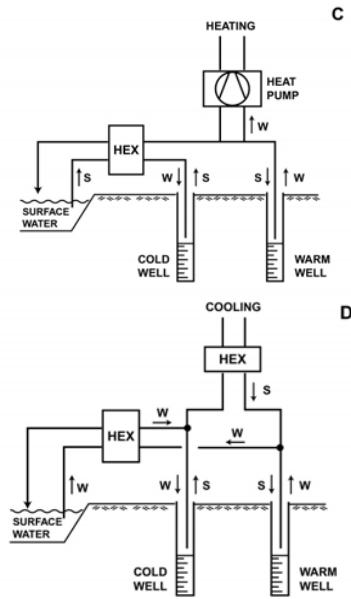 C
HEATING
HEAT
PUMP
W
HEX
S
W
S
S
W
SURFACE
WATER
COLD
WELL
WARM
WELL
COOLING
D
HEX
S
W
HEX
W
W
W
S
S
W
SURFACE
WATER
COLD
WELL
WARM
WELL